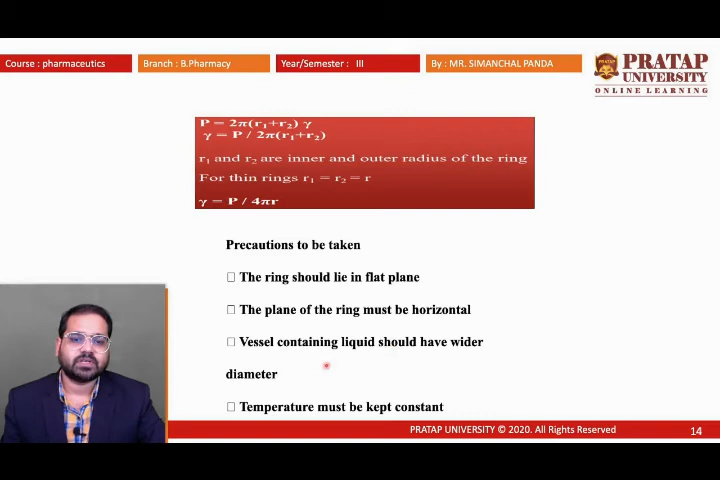 Course : pharmaceutics
Branch : B.Pharmacy
Year/Semester : III
By : MR. SIMANCHAL PANDA
PRATAP
PRATAP
UNIVERSITY
ONLINE LEARNING
P = 2π(r₁+r₂) γ
γ = P / 2π(r₁+r₂)
r₁ and r₂ are inner and outer radius of the ring
For thin rings r₁ = r₂ = r
γ = P / 4πr
Precautions to be taken
□ The ring should lie in flat plane
□ The plane of the ring must be horizontal
□ Vessel containing liquid should have wider
diameter
□ Temperature must be kept constant
PRATAP UNIVERSITY © 2020. All Rights Reserved
14